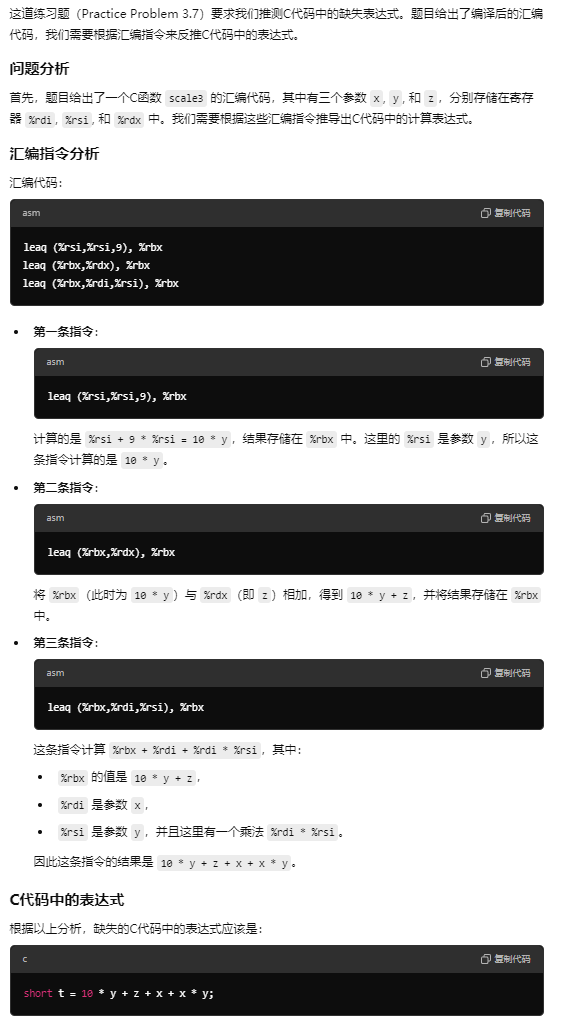 这道练习题（Practice Problem 3.7）要求我们推测C代码中的缺失表达式。题目给出了编译后的汇编
代码，我们需要根据汇编指令来反推C代码中的表达式。
问题分析
首先，题目给出了一个C函数 scale3 的汇编代码，其中有三个参数 x, y, 和 z，分别存储在寄存
器 %rdi, %rsi, 和 %rdx 中。我们需要根据这些汇编指令推导出C代码中的计算表达式。
汇编指令分析
汇编代码：
asm 复制代码
leaq (%rsi,%rsi,9), %rbx
leaq (%rbx,%rdx), %rbx
leaq (%rbx,%rdi,%rsi), %rbx
• 第一条指令：
asm 复制代码
leaq (%rsi,%rsi,9), %rbx
计算的是 %rsi + 9 * %rsi = 10 * y，结果存储在 %rbx 中。这里的 %rsi 是参数 y，所以这
条指令计算的是 10 * y。
• 第二条指令：
asm 复制代码
leaq (%rbx,%rdx), %rbx
将 %rbx（此时为 10 * y）与 %rdx（即 z）相加，得到 10 * y + z，并将结果存储在 %rbx
中。
• 第三条指令：
asm 复制代码
leaq (%rbx,%rdi,%rsi), %rbx
这条指令计算 %rbx + %rdi + %rdi * %rsi，其中：
• %rbx 的值是 10 * y + z，
• %rdi 是参数 x，
• %rsi 是参数 y，并且这里有一个乘法 %rdi * %rsi。
因此这条指令的结果是 10 * y + z + x + x * y。
C代码中的表达式
根据以上分析，缺失的C代码中的表达式应该是：
c 复制代码
short t = 10 * y + z + x + x * y;